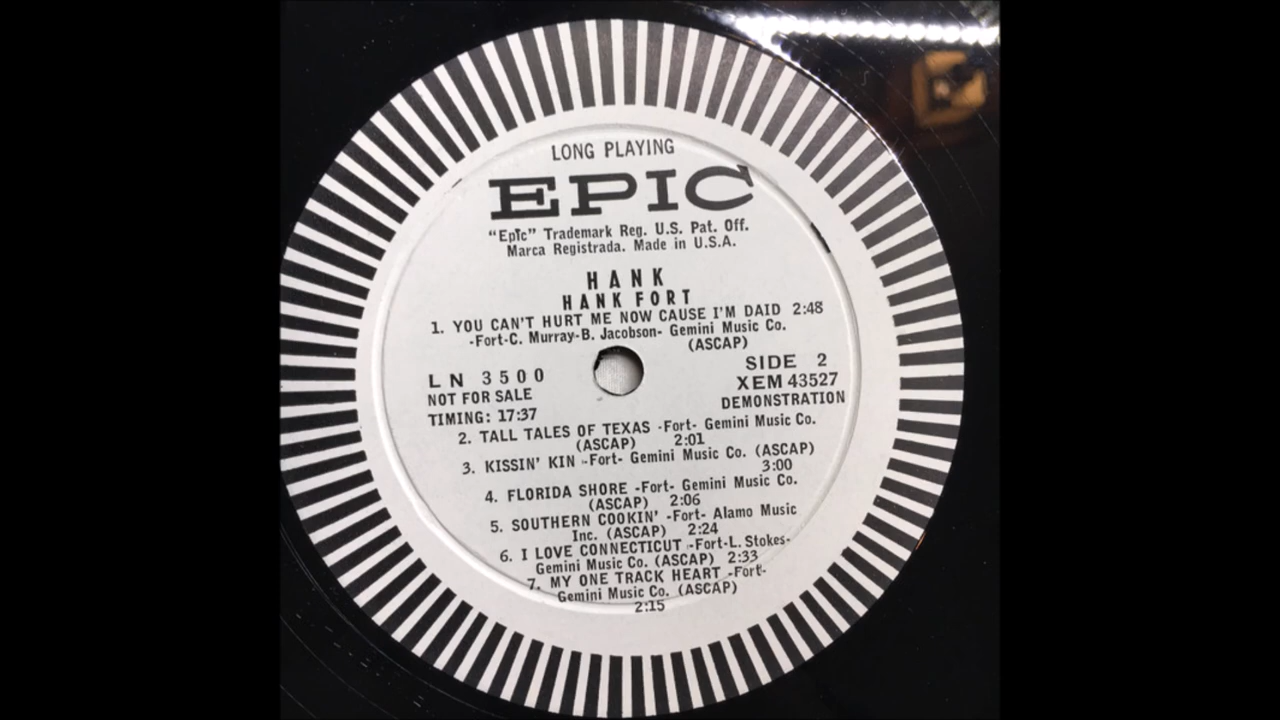 LONG PLAYING
EPIC
"Epic" Trademark Reg. U.S. Pat. Off.
Marca Registrada. Made in U.S.A.
HANK
HANK FORT
1. YOU CAN'T HURT ME NOW CAUSE I'M DAID 2:48
-Fort-C. Murray-B. Jacobson- Gemini Music Co.
(ASCAP)
LN 3500
NOT FOR SALE
TIMING: 17:37
SIDE 2
XEM 43527
DEMONSTRATION
2. TALL TALES OF TEXAS -Fort- Gemini Music Co.
(ASCAP) 2:01
3. KISSIN' KIN -Fort- Gemini Music Co. (ASCAP)
3:00
4. FLORIDA SHORE -Fort- Gemini Music Co.
(ASCAP) 2:06
5. SOUTHERN COOKIN' -Fort- Alamo Music
Inc. (ASCAP) 2:24
6. I LOVE CONNECTICUT -Fort-L. Stokes-
Gemini Music Co. (ASCAP) 2:33
7. MY ONE TRACK HEART -Fort-
Gemini Music Co. (ASCAP)
2:15